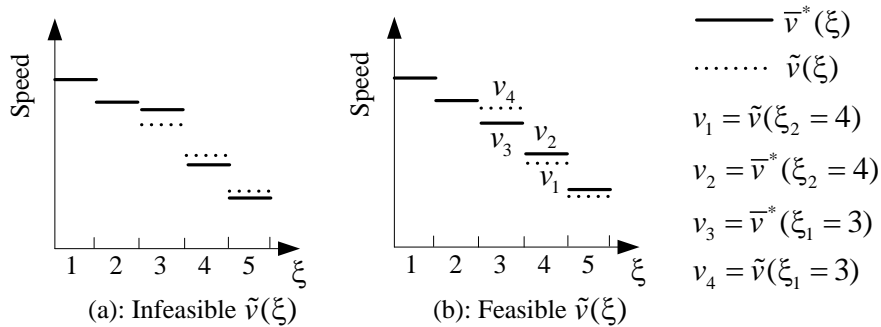 Speed
1 2 3 4 5 ξ
(a): Infeasible ṽ(ξ)
Speed
v₄
v₃
v₂
v₁
1 2 3 4 5 ξ
(b): Feasible ṽ(ξ)
v̅*(ξ)
ṽ(ξ)
v₁ = ṽ(ξ₂ = 4)
v₂ = v̅*(ξ₂ = 4)
v₃ = v̅*(ξ₁ = 3)
v₄ = ṽ(ξ₁ = 3)